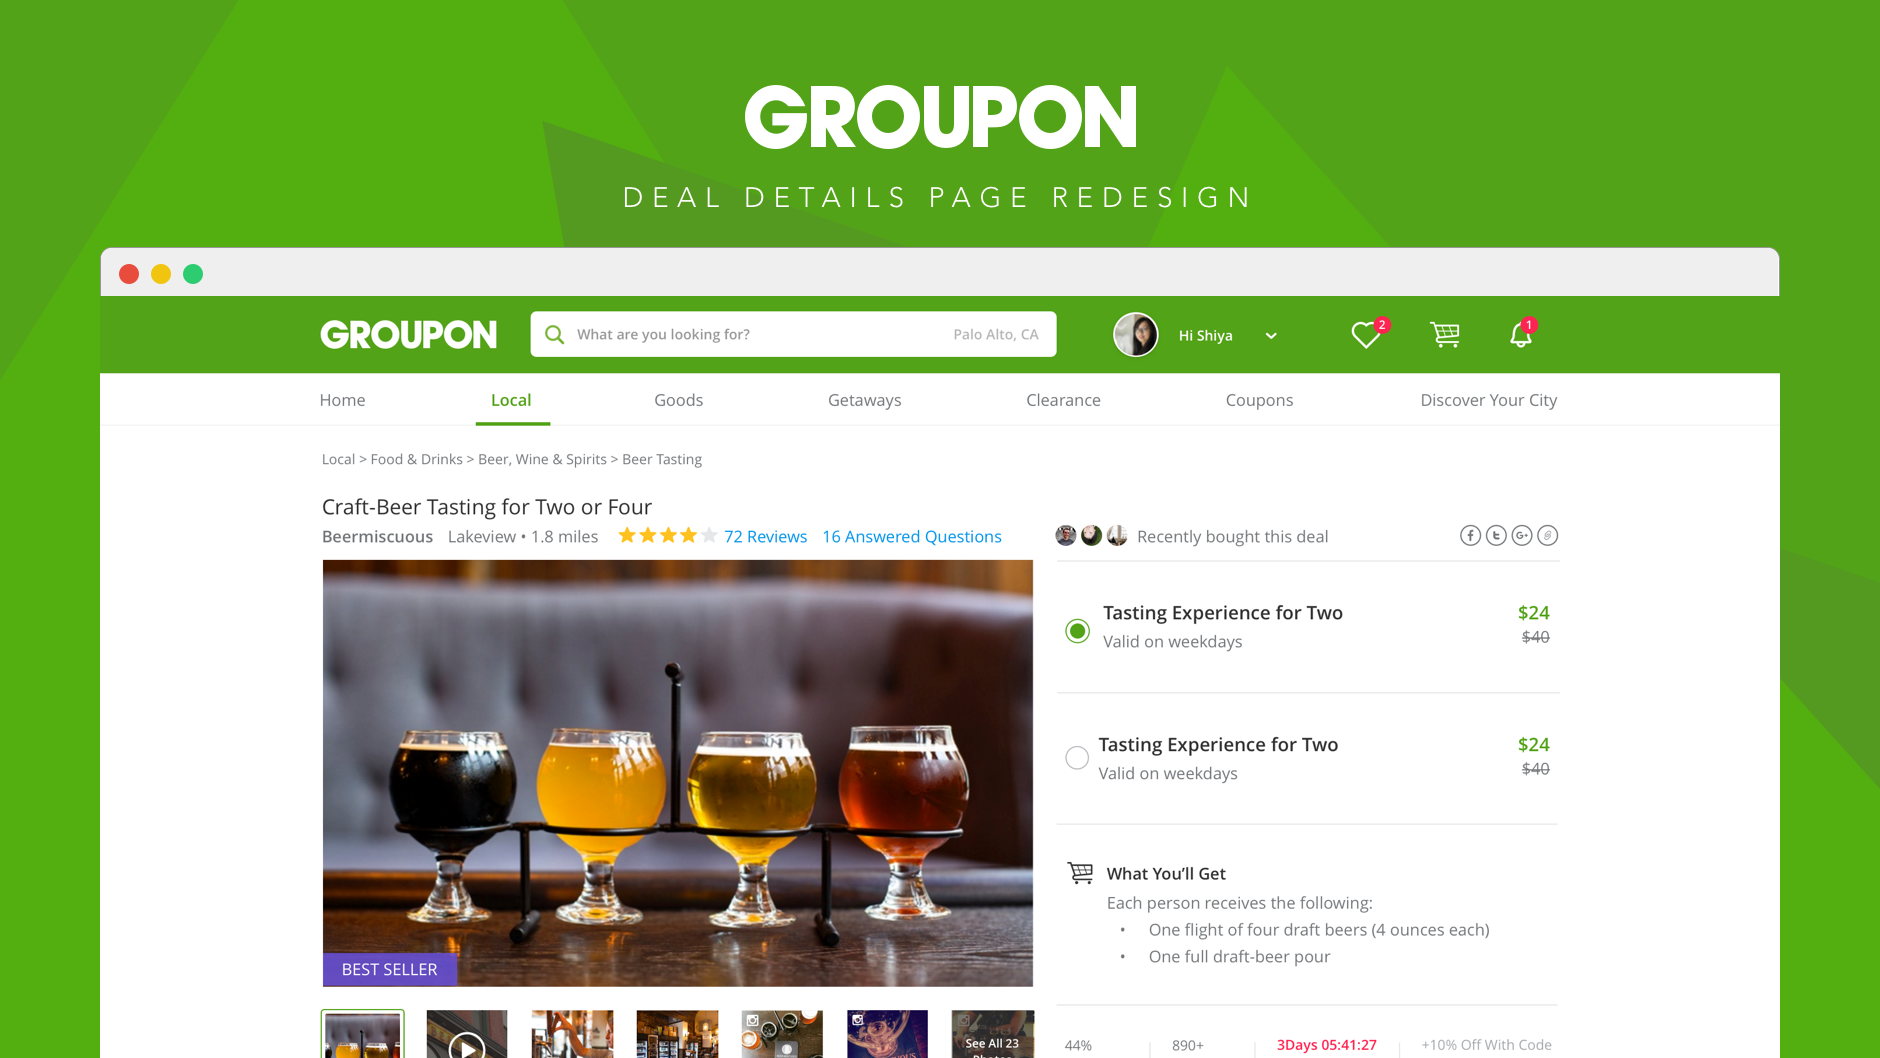 GROUPON
DEAL DETAILS PAGE REDESIGN
GROUPON
What are you looking for?
Palo Alto, CA
Hi Shiya
2
1
Home
Local
Goods
Getaways
Clearance
Coupons
Discover Your City
Local > Food & Drinks > Beer, Wine & Spirits > Beer Tasting
Craft-Beer Tasting for Two or Four
Beermiscuous Lakeview • 1.8 miles 72 Reviews 16 Answered Questions
Recently bought this deal
Tasting Experience for Two
$24
Valid on weekdays
$40
Tasting Experience for Two
$24
Valid on weekdays
$40
What You'll Get
Each person receives the following:
• One flight of four draft beers (4 ounces each)
• One full draft-beer pour
BEST SELLER
See All 23
44%
890+
3Days 05:41:27
+10% Off With Code